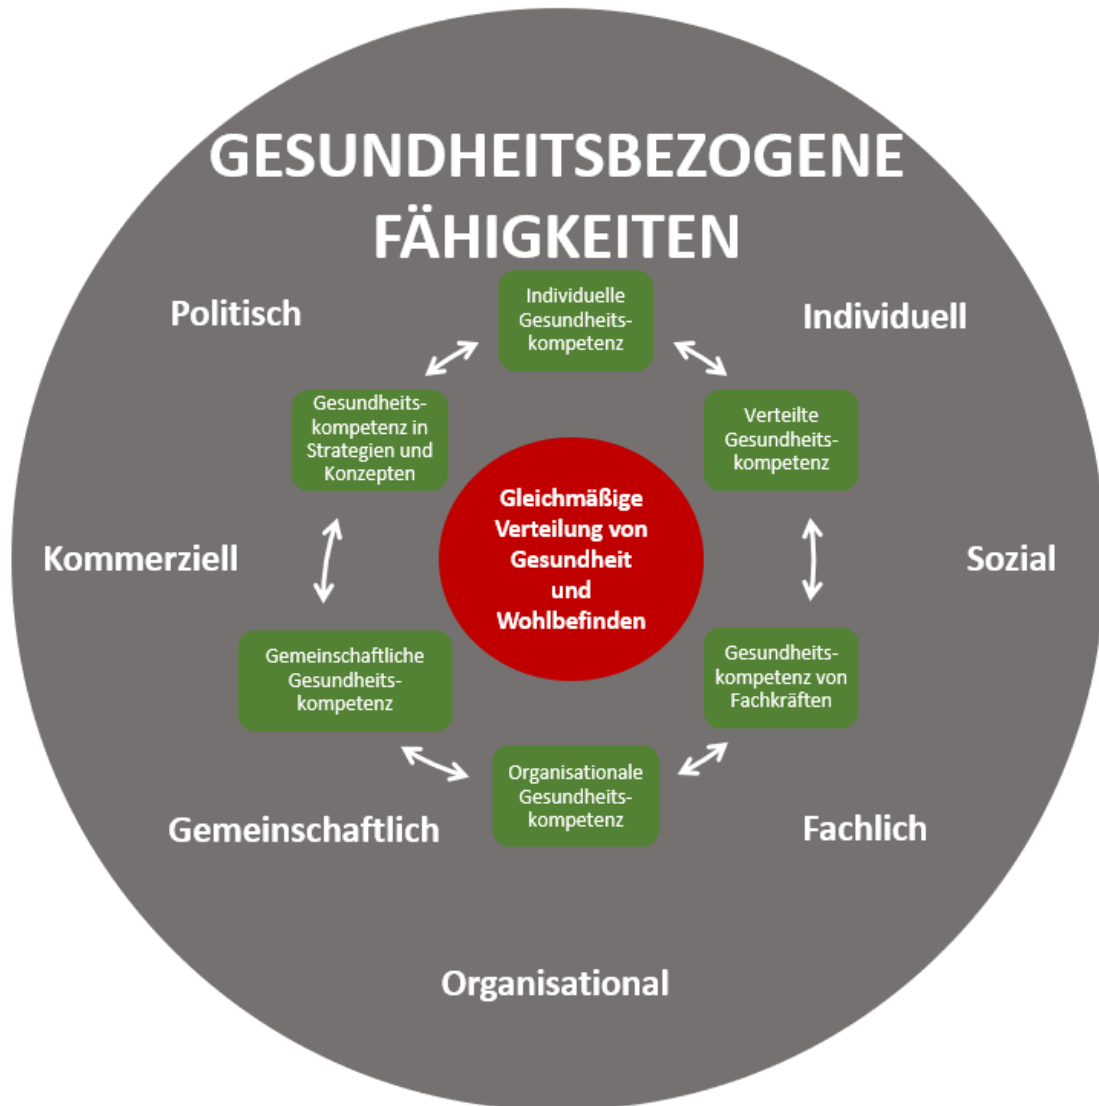 GESUNDHEITSBEZOGENE
FÄHIGKEITEN
Politisch
Individuell
Individuelle
Gesundheits-
kompetenz
Gesundheits-
kompetenz in
Strategien und
Konzepten
Verteilte
Gesundheits-
kompetenz
Gleichmäßige
Verteilung von
Gesundheit
und
Wohlbefinden
Kommerziell
Sozial
Gemeinschaftliche
Gesundheits-
kompetenz
Gesundheits-
kompetenz von
Fachkräften
Organisationale
Gesundheits-
kompetenz
Gemeinschaftlich
Fachlich
Organisational